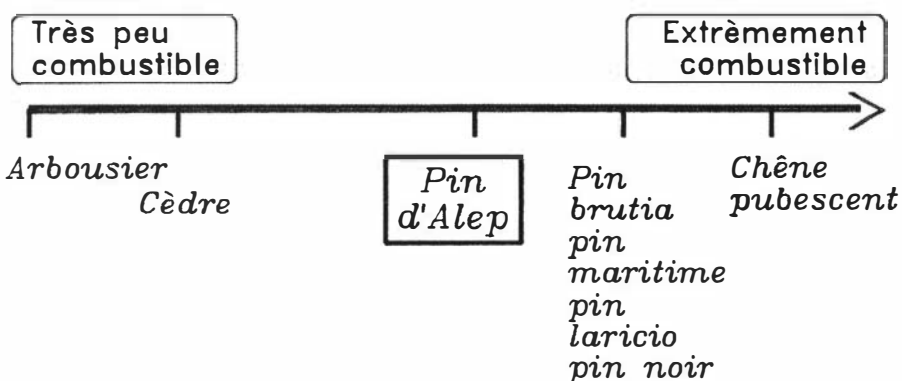 Très peu
combustible
Extrèmement
combustible
Arbousier
Cèdre
Pin
d'Alep
Pin
brutia
pin
maritime
pin
laricio
pin noir
Chêne
pubescent